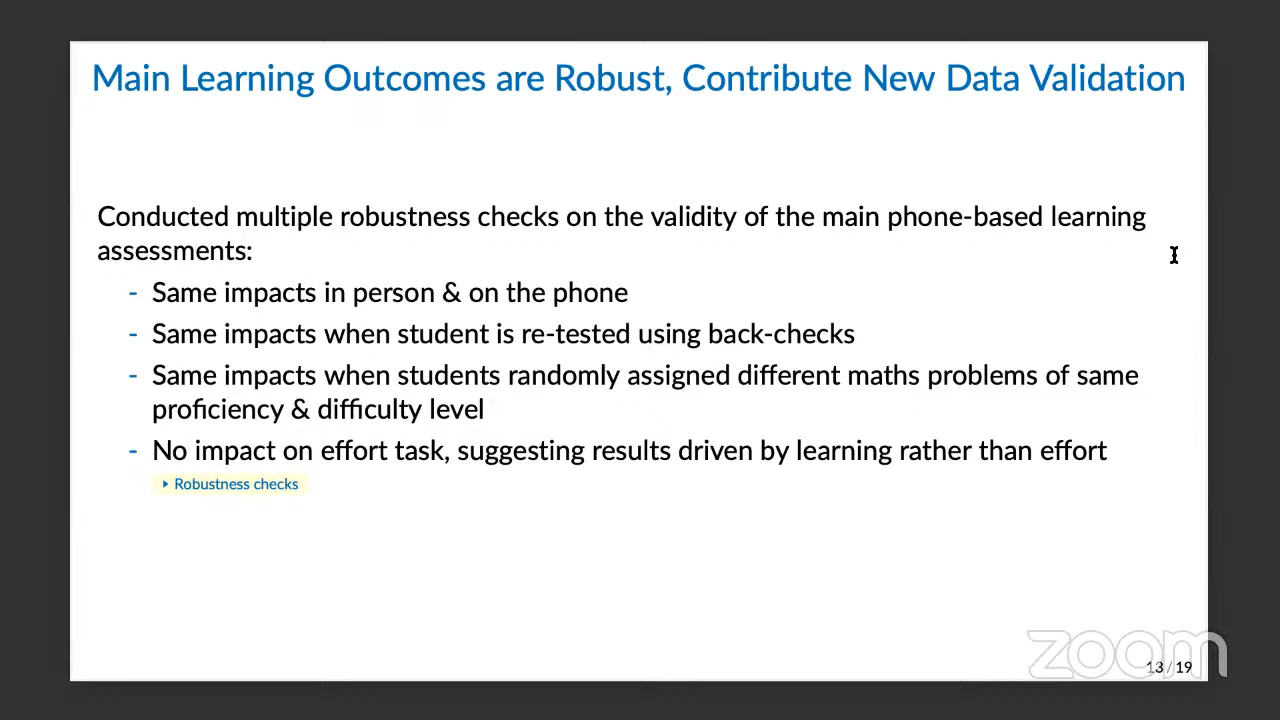 Main Learning Outcomes are Robust, Contribute New Data Validation
Conducted multiple robustness checks on the validity of the main phone-based learning
assessments:
- Same impacts in person & on the phone
- Same impacts when student is re-tested using back-checks
- Same impacts when students randomly assigned different maths problems of same
proficiency & difficulty level
- No impact on effort task, suggesting results driven by learning rather than effort
Robustness checks
zoom
13 / 19